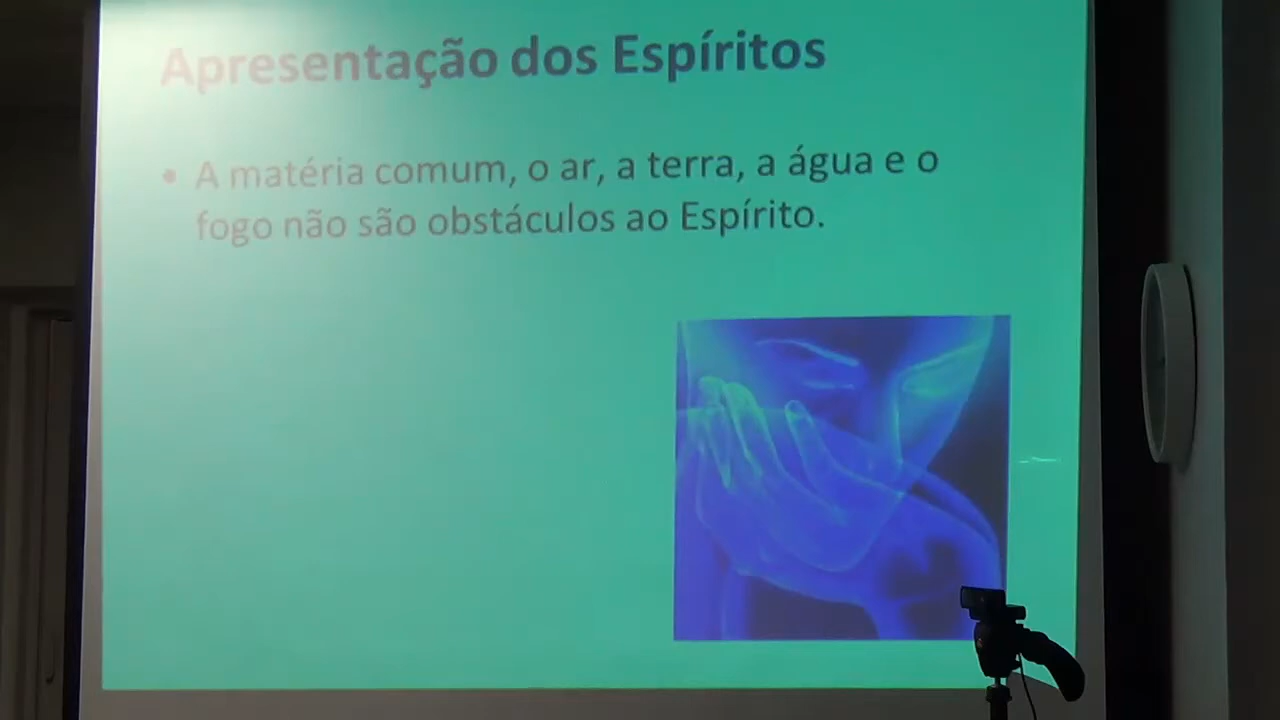 Apresentação dos Espíritos
• A matéria comum, o ar, a terra, a água e o
fogo não são obstáculos ao Espírito.